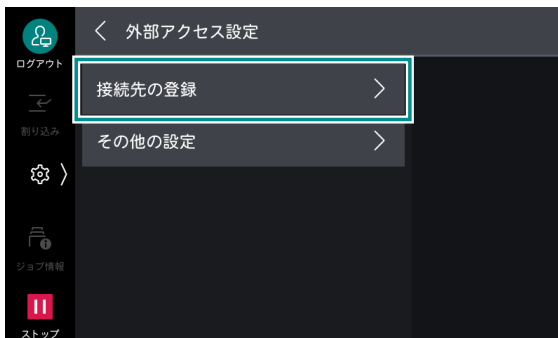 外部アクセス設定
ログアウト
接続先の登録
割り込み
その他の設定
ジョブ情報
ストップ